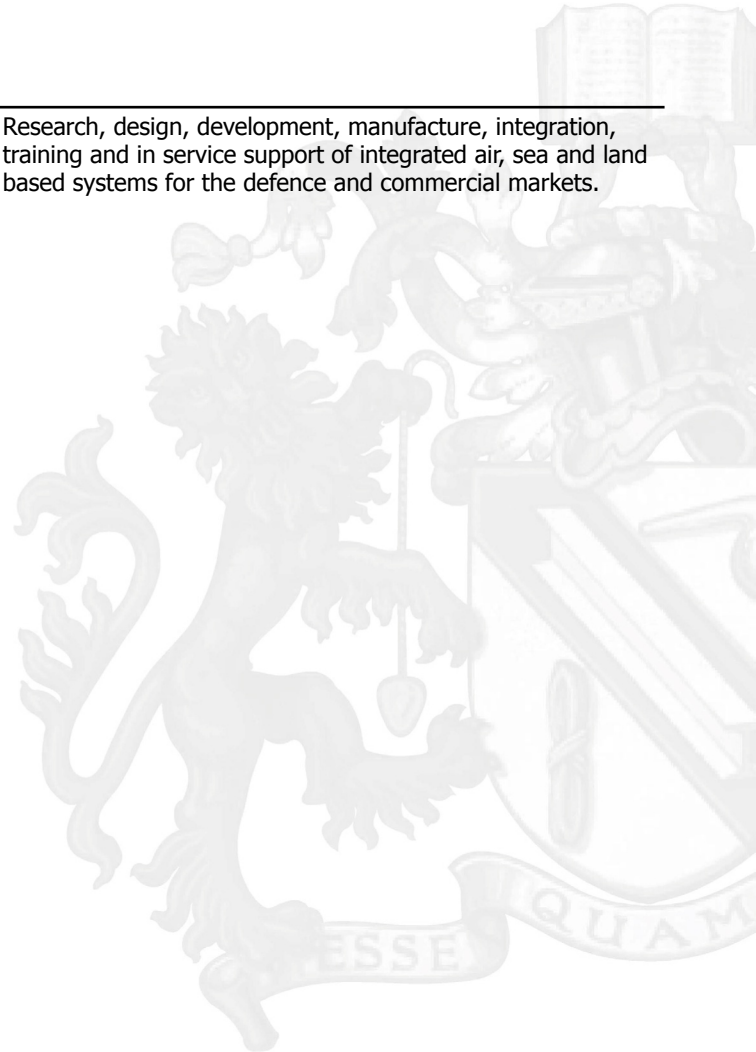 Research, design, development, manufacture, integration,
training and in service support of integrated air, sea and land
based systems for the defence and commercial markets.
ESSE
QUAM